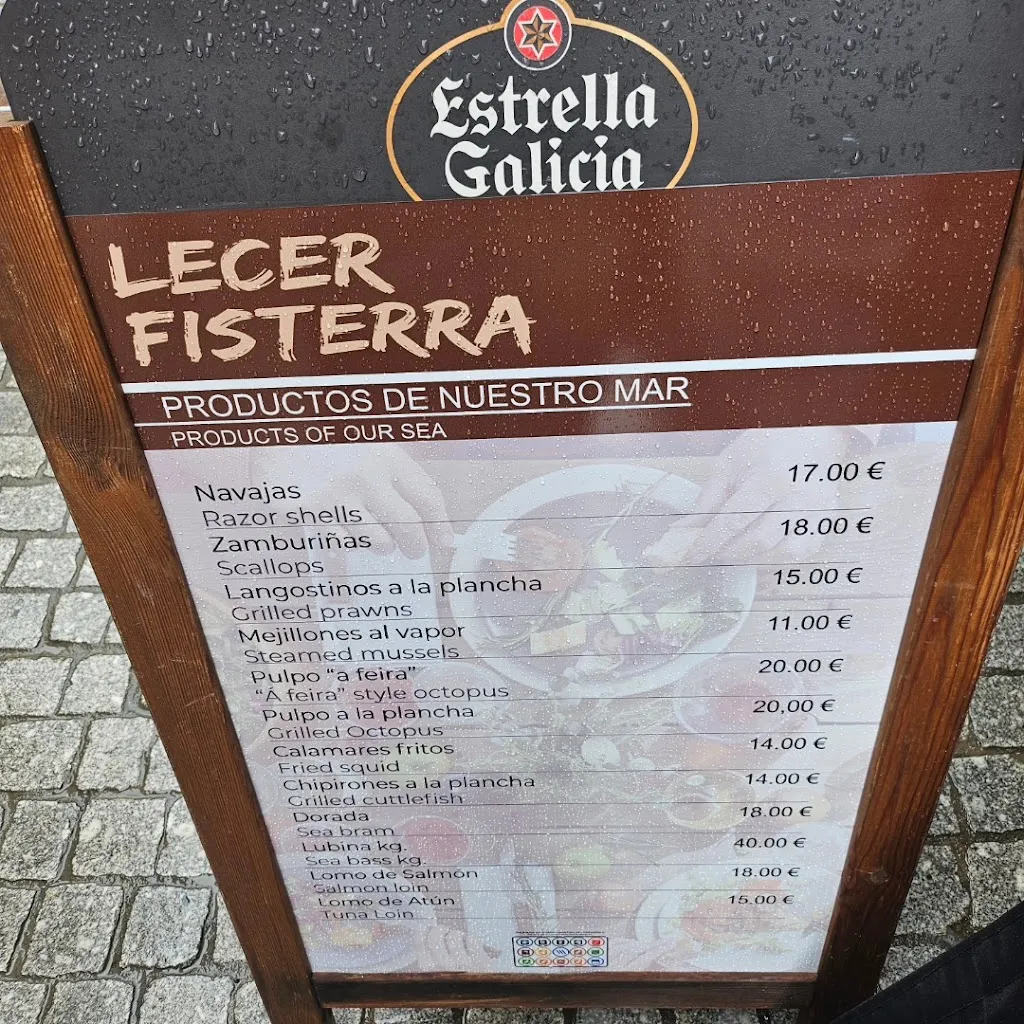 Estrella
Galicia
LECER
FISTERRA
PRODUCTOS DE NUESTRO MAR
PRODUCTS OF OUR SEA
Navajas 17.00 €
Razor shells
Zamburiñas 18.00 €
Scallops
Langostinos a la plancha 15.00 €
Grilled prawns
Mejillones al vapor 11.00 €
Steamed mussels
Pulpo "a feira" 20.00 €
"Á feira" style octopus
Pulpo a la plancha 20,00 €
Grilled Octopus
Calamares fritos 14.00 €
Fried squid
Chipirones a la plancha 14.00 €
Grilled cuttlefish
Dorada 18.00 €
Sea bram
Lubina kg. 40.00 €
Sea bass kg.
Lomo de Salmón 18.00 €
Salmon loin
Lomo de Atún 15.00 €
Tuna Loin